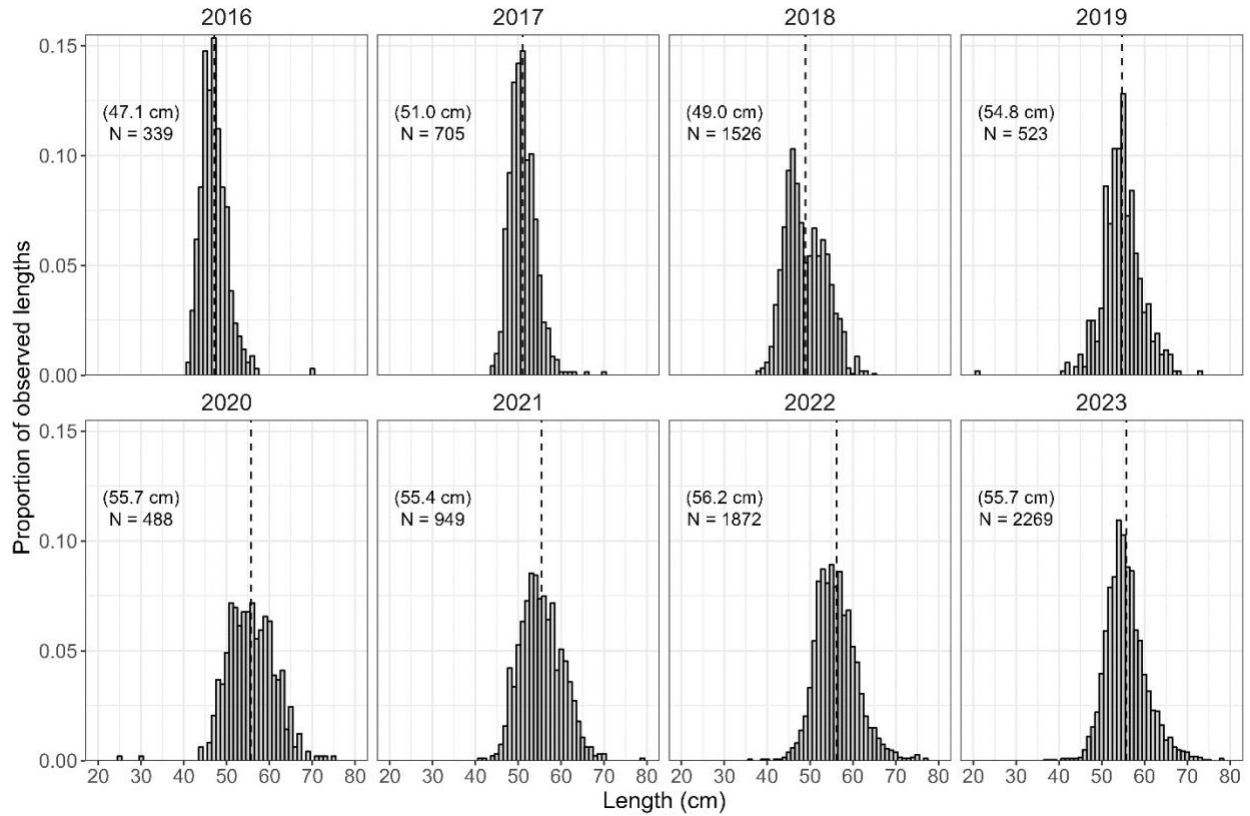 2016 2017 2018 2019
0.15
0.10
0.05
0.00
(47.1 cm)
N = 339
(51.0 cm)
N = 705
(49.0 cm)
N = 1526
(54.8 cm)
N = 523
Proportion of observed lengths
2020 2021 2022 2023
0.15
0.10
0.05
0.00
(55.7 cm)
N = 488
(55.4 cm)
N = 949
(56.2 cm)
N = 1872
(55.7 cm)
N = 2269
20 30 40 50 60 70 80 20 30 40 50 60 70 80 20 30 40 50 60 70 80 20 30 40 50 60 70 80
Length (cm)